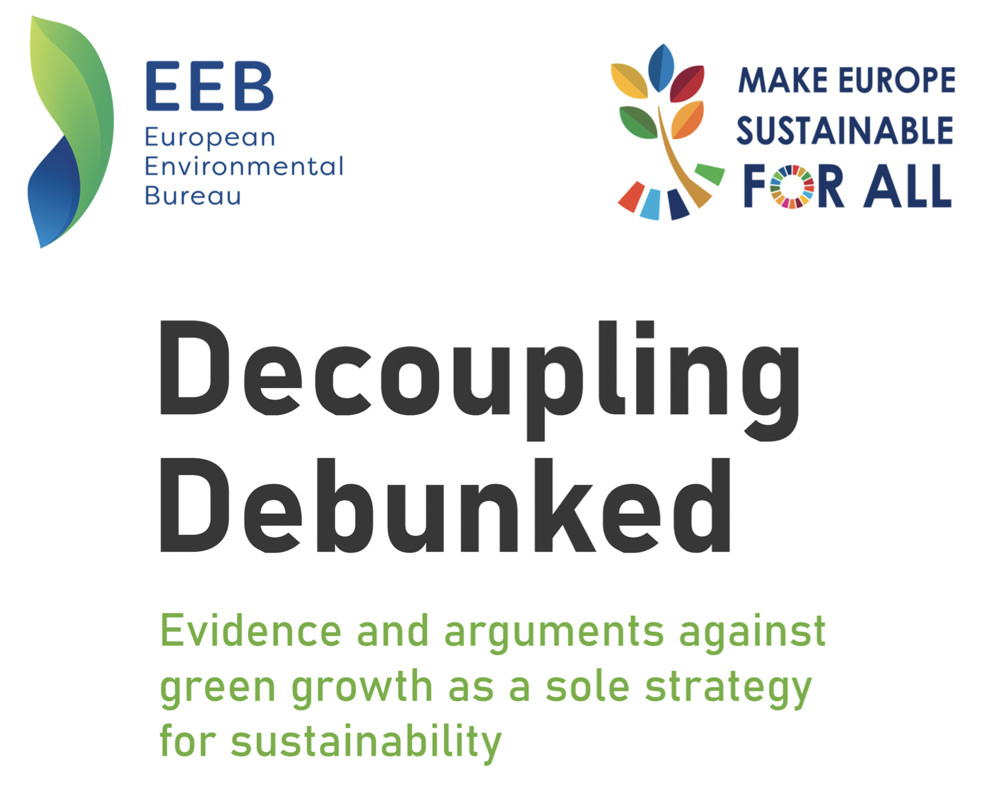 EEB
European
Environmental
Bureau
MAKE EUROPE
SUSTAINABLE
FOR ALL
Decoupling
Debunked
Evidence and arguments against
green growth as a sole strategy
for sustainability